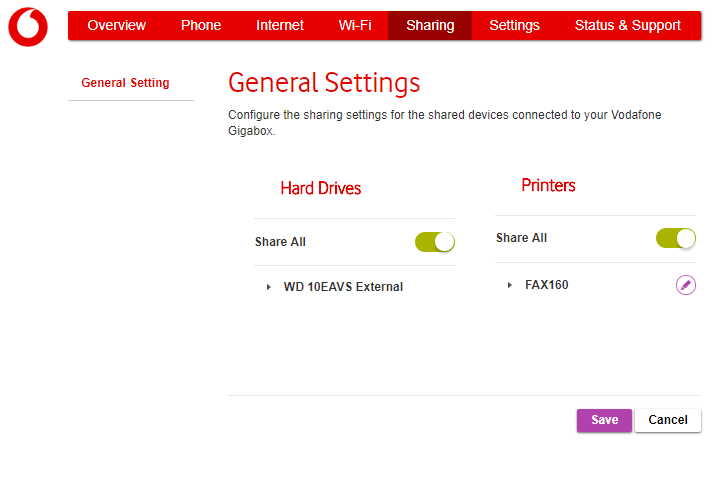 Overview Phone Internet Wi-Fi Sharing Settings Status & Support
General Setting
General Settings
Configure the sharing settings for the shared devices connected to your Vodafone
Gigabox.
Hard Drives
Share All
WD 10EAVS External
Printers
Share All
FAX160
Save Cancel